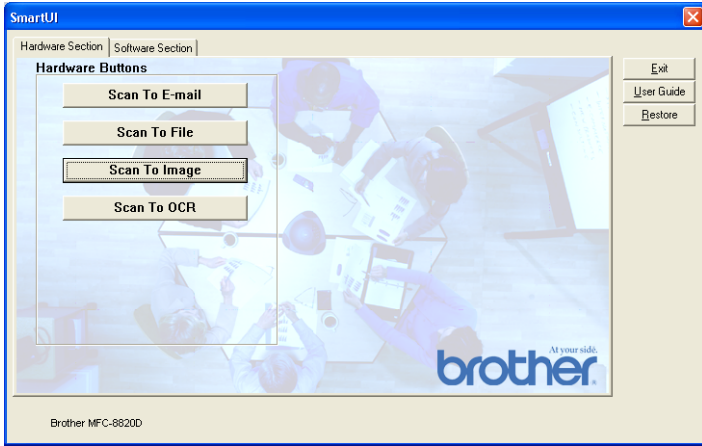 SmartUI
Hardware Section
Software Section
Hardware Buttons
Scan To E-mail
Scan To File
Scan To Image
Scan To OCR
Exit
User Guide
Restore
At your side.
brother
Brother MFC-8820D